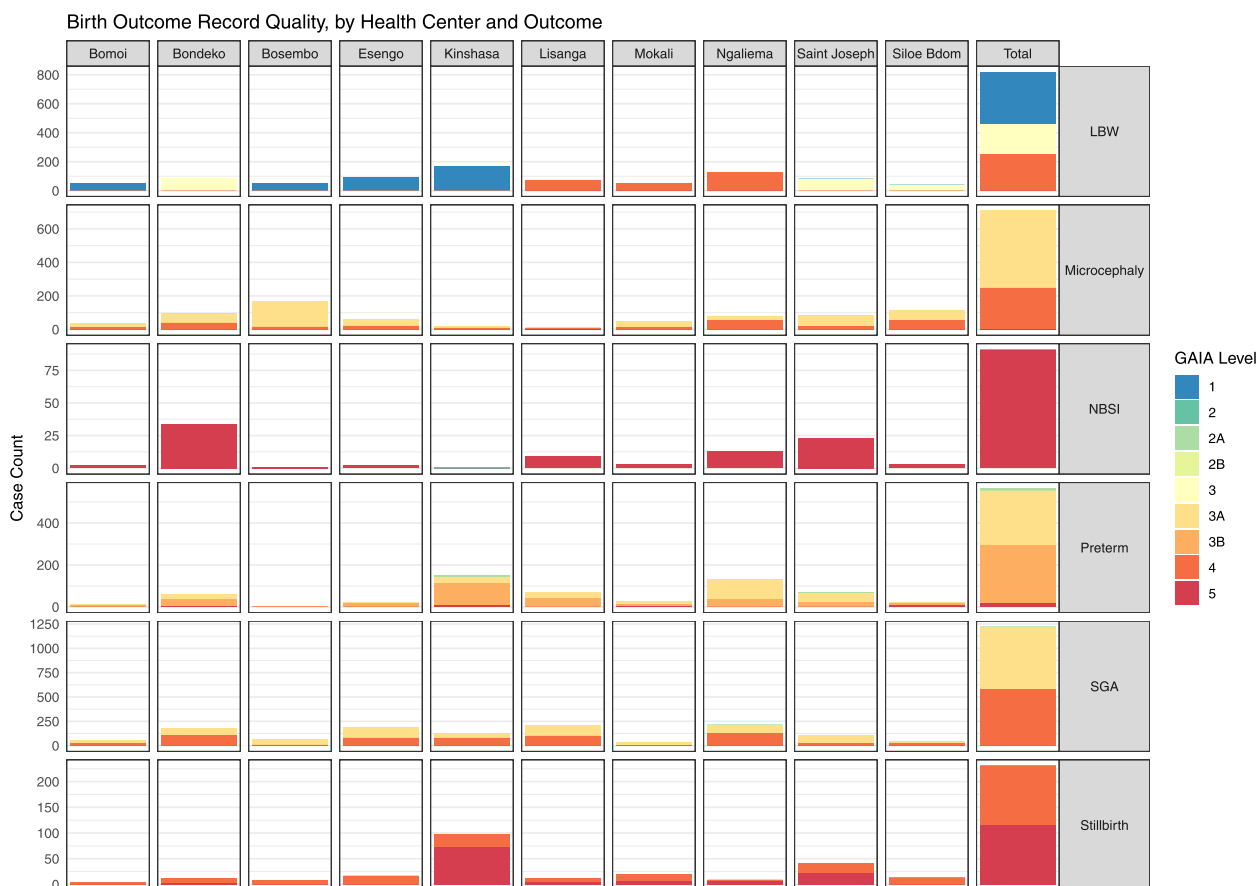 Birth Outcome Record Quality, by Health Center and Outcome
Bomoi Bondeko Bosembo Esengo Kinshasa Lisanga Mokali Ngaliema Saint Joseph Siloe Bdom Total
800
600
400
200
0
LBW
600
400
200
0
Microcephaly
75
50
25
0
NBSI
400
200
0
Preterm
1250
1000
750
500
250
0
SGA
200
150
100
50
0
Stillbirth
Case Count
GAIA Level
1
2
2A
2B
3
3A
3B
4
5